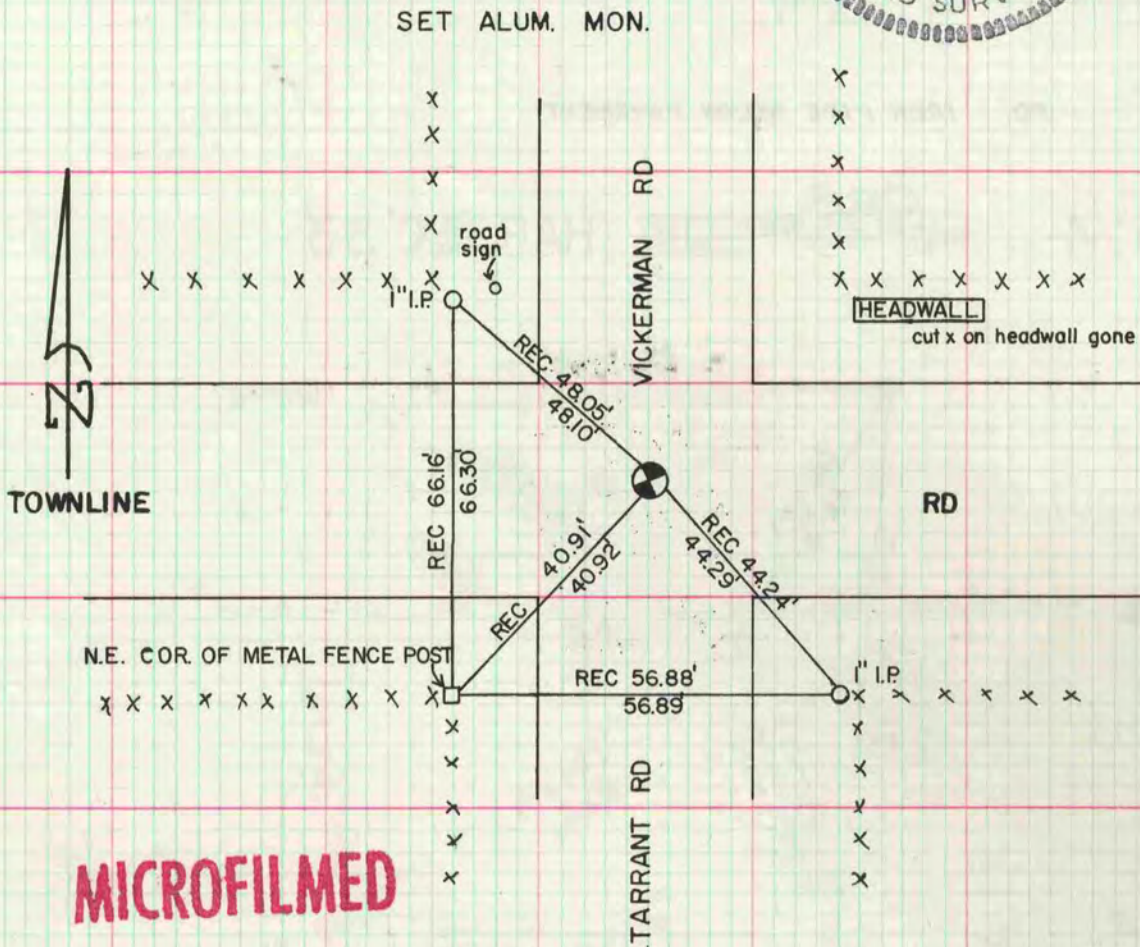 SUR
SET ALUM. MON.
VICKERMAN RD
road
sign
1" I.P.
HEADWALL
cut x on headwall gone
N
REC 48.05'
48.10'
TOWNLINE
RD
REC 66.16'
66.30'
REC 40.91'
40.92'
REC 44.24'
44.29'
N.E. COR. OF METAL FENCE POST
REC 56.88'
56.89'
1" I.P.
TARRANT RD
MICROFILMED